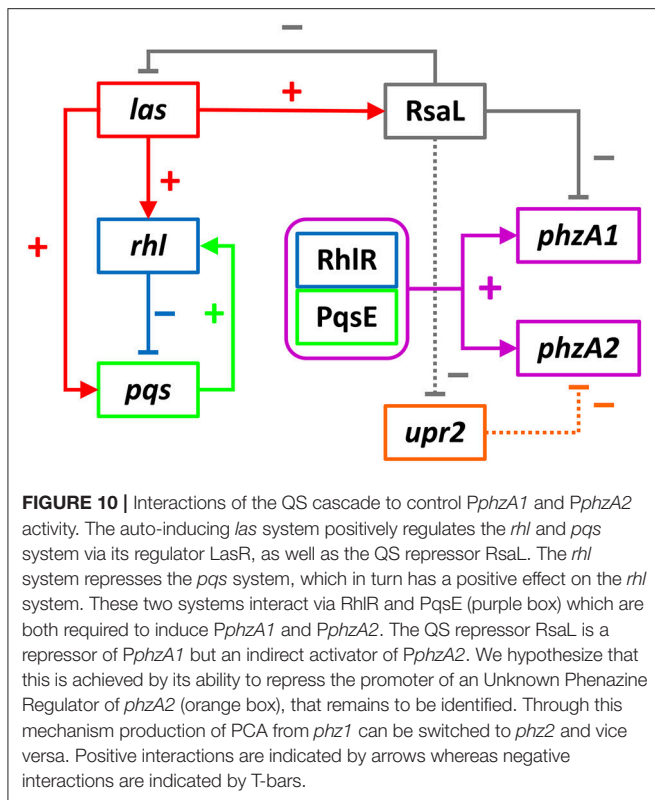 −
las
+
RsaL
+
−
+
rhl
RhlR
PqsE
+
phzA1
−
+
phzA2
pqs
−
−
upr2
FIGURE 10 | Interactions of the QS cascade to control PphzA1 and PphzA2
activity. The auto-inducing las system positively regulates the rhl and pqs
system via its regulator LasR, as well as the QS repressor RsaL. The rhl
system represses the pqs system, which in turn has a positive effect on the rhl
system. These two systems interact via RhlR and PqsE (purple box) which are
both required to induce PphzA1 and PphzA2. The QS repressor RsaL is a
repressor of PphzA1 but an indirect activator of PphzA2. We hypothesize that
this is achieved by its ability to repress the promoter of an Unknown Phenazine
Regulator of phzA2 (orange box), that remains to be identified. Through this
mechanism production of PCA from phz1 can be switched to phz2 and vice
versa. Positive interactions are indicated by arrows whereas negative
interactions are indicated by T-bars.